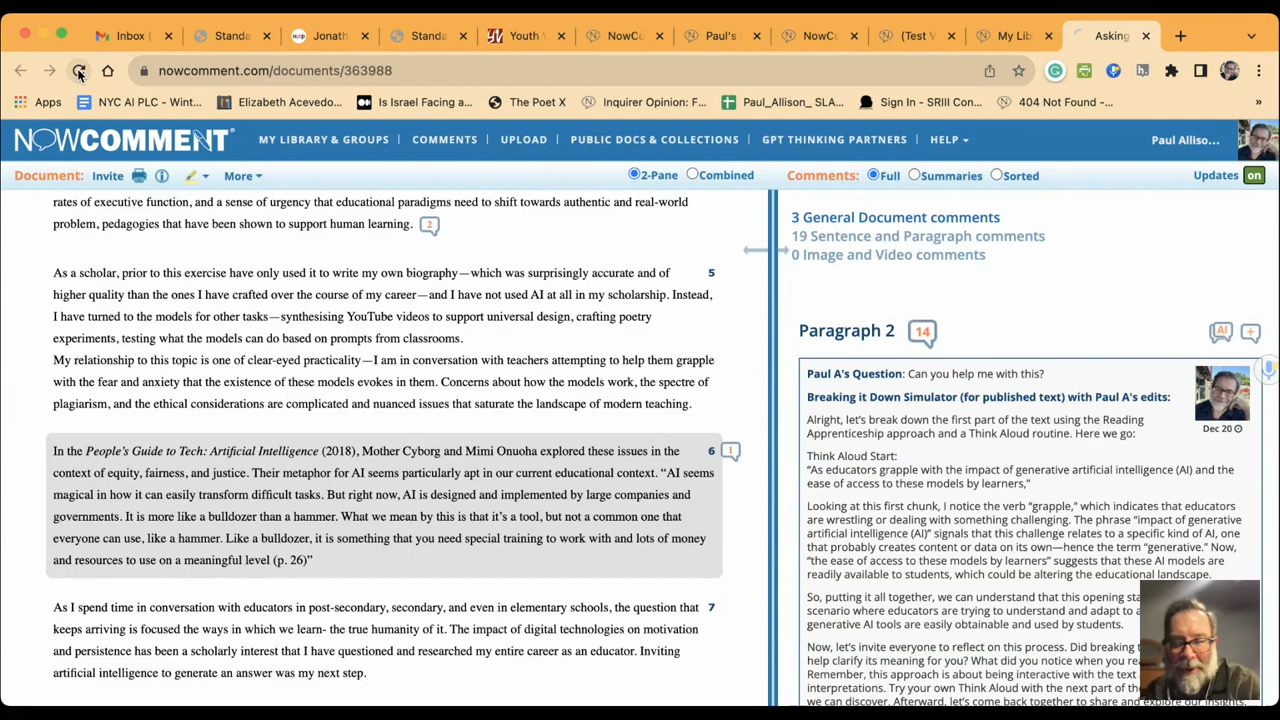 Inbox (
Standa
Jonath
Standa
Youth V
NowCo
Paul's
NowCo
(Test V
My Lib
Asking
nowcomment.com/documents/363988
Apps
NYC AI PLC - Wint...
Elizabeth Acevedo...
Is Israel Facing a...
The Poet X
Inquirer Opinion: F...
Paul_Allison_ SLA...
Sign In - SRIII Con...
404 Not Found -...
»
NOWCOMMENT®
MY LIBRARY & GROUPS
COMMENTS
UPLOAD
PUBLIC DOCS & COLLECTIONS
GPT THINKING PARTNERS
HELP
Paul Alliso...
Document:
Invite
More
2-Pane
Combined
Comments:
Full
Summaries
Sorted
Updates
on
rates of executive function, and a sense of urgency that educational paradigms need to shift towards authentic and real-world
problem, pedagogies that have been shown to support human learning. 2
As a scholar, prior to this exercise have only used it to write my own biography—which was surprisingly accurate and of 5
higher quality than the ones I have crafted over the course of my career—and I have not used AI at all in my scholarship. Instead,
I have turned to the models for other tasks—synthesising YouTube videos to support universal design, crafting poetry
experiments, testing what the models can do based on prompts from classrooms.
My relationship to this topic is one of clear-eyed practicality—I am in conversation with teachers attempting to help them grapple
with the fear and anxiety that the existence of these models evokes in them. Concerns about how the models work, the spectre of
plagiarism, and the ethical considerations are complicated and nuanced issues that saturate the landscape of modern teaching.
In the People's Guide to Tech: Artificial Intelligence (2018), Mother Cyborg and Mimi Onuoha explored these issues in the 6 1
context of equity, fairness, and justice. Their metaphor for AI seems particularly apt in our current educational context. “AI seems
magical in how it can easily transform difficult tasks. But right now, AI is designed and implemented by large companies and
governments. It is more like a bulldozer than a hammer. What we mean by this is that it’s a tool, but not a common one that
everyone can use, like a hammer. Like a bulldozer, it is something that you need special training to work with and lots of money
and resources to use on a meaningful level (p. 26)”
As I spend time in conversation with educators in post-secondary, secondary, and even in elementary schools, the question that 7
keeps arriving is focused the ways in which we learn- the true humanity of it. The impact of digital technologies on motivation
and persistence has been a scholarly interest that I have questioned and researched my entire career as an educator. Inviting
artificial intelligence to generate an answer was my next step.
3 General Document comments
19 Sentence and Paragraph comments
0 Image and Video comments
Paragraph 2 14
AI
+
Paul A's Question: Can you help me with this?
Breaking it Down Simulator (for published text) with Paul A's edits:
Dec 20
Alright, let's break down the first part of the text using the Reading
Apprenticeship approach and a Think Aloud routine. Here we go:
Think Aloud Start:
“As educators grapple with the impact of generative artificial intelligence (AI) and the
ease of access to these models by learners,”
Looking at this first chunk, I notice the verb “grapple,” which indicates that educators
are wrestling or dealing with something challenging. The phrase “impact of generative
artificial intelligence (AI)” signals that this challenge relates to a specific kind of AI, one
that probably creates content or data on its own—hence the term “generative.” Now,
“the ease of access to these models by learners” suggests that these AI models are
readily available to students, which could be altering the educational landscape.
So, putting it all together, we can understand that this opening sta
scenario where educators are trying to understand and adapt to a
generative AI tools are easily obtainable and used by students.
Now, let's invite everyone to reflect on this process. Did breaking t
help clarify its meaning for you? What did you notice when you rea
Remember, this approach is about being interactive with the text
interpretations. Try your own Think Aloud with the next part of the
we can discover. Afterward, let's come back together to share and explore our insights.